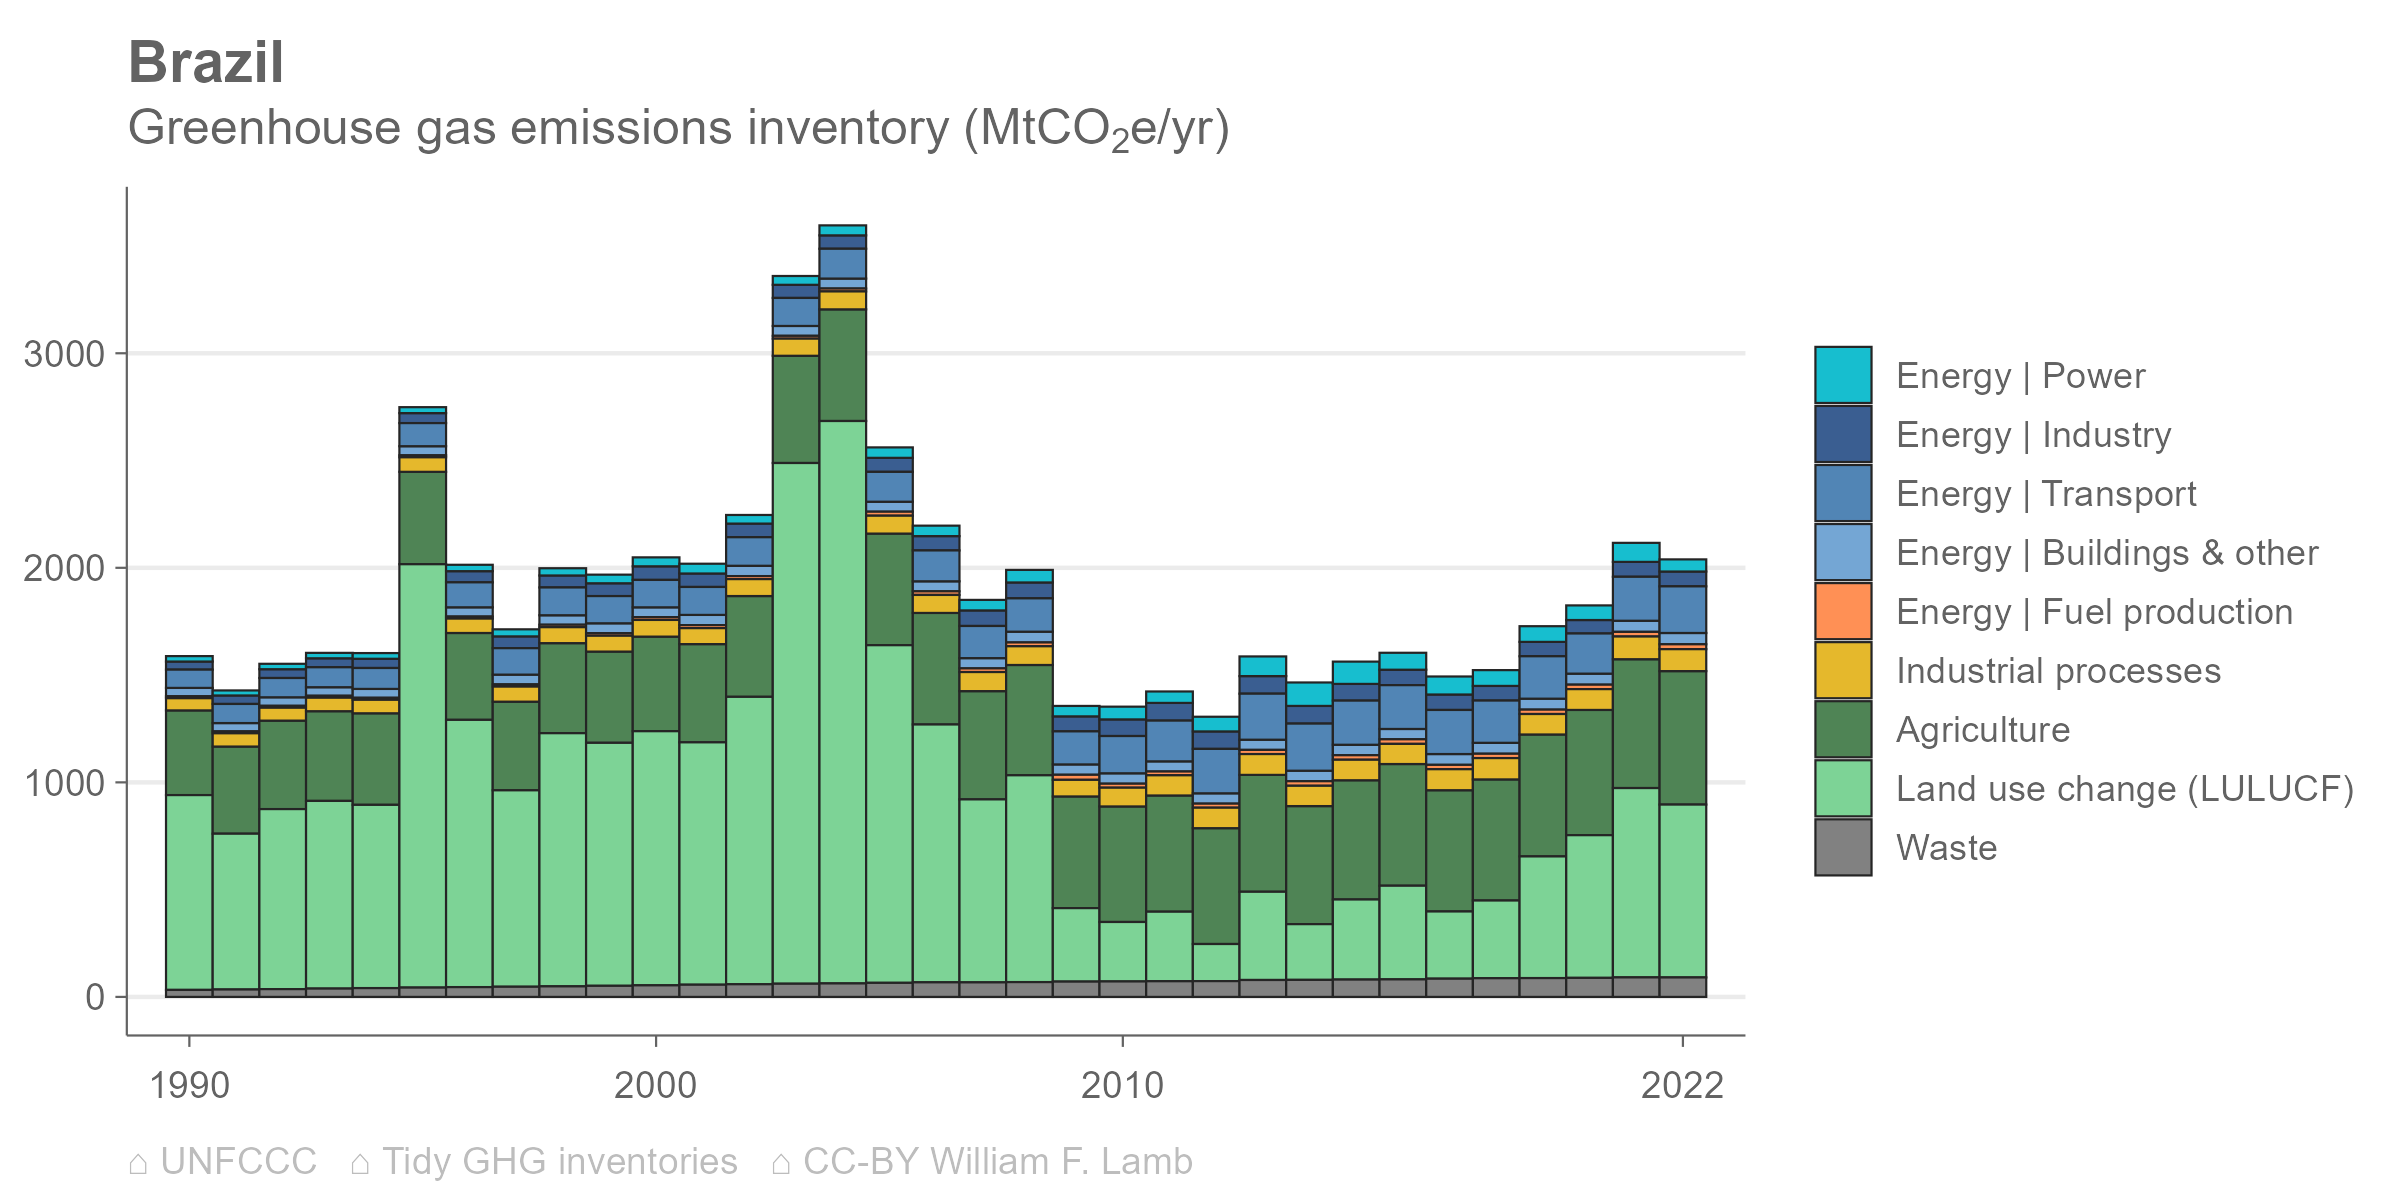 Brazil
Greenhouse gas emissions inventory (MtCO₂e/yr)
3000
2000
1000
0
1990
2000
2010
2022
Energy | Power
Energy | Industry
Energy | Transport
Energy | Buildings & other
Energy | Fuel production
Industrial processes
Agriculture
Land use change (LULUCF)
Waste
⌂ UNFCCC ⌂ Tidy GHG inventories ⌂ CC-BY William F. Lamb